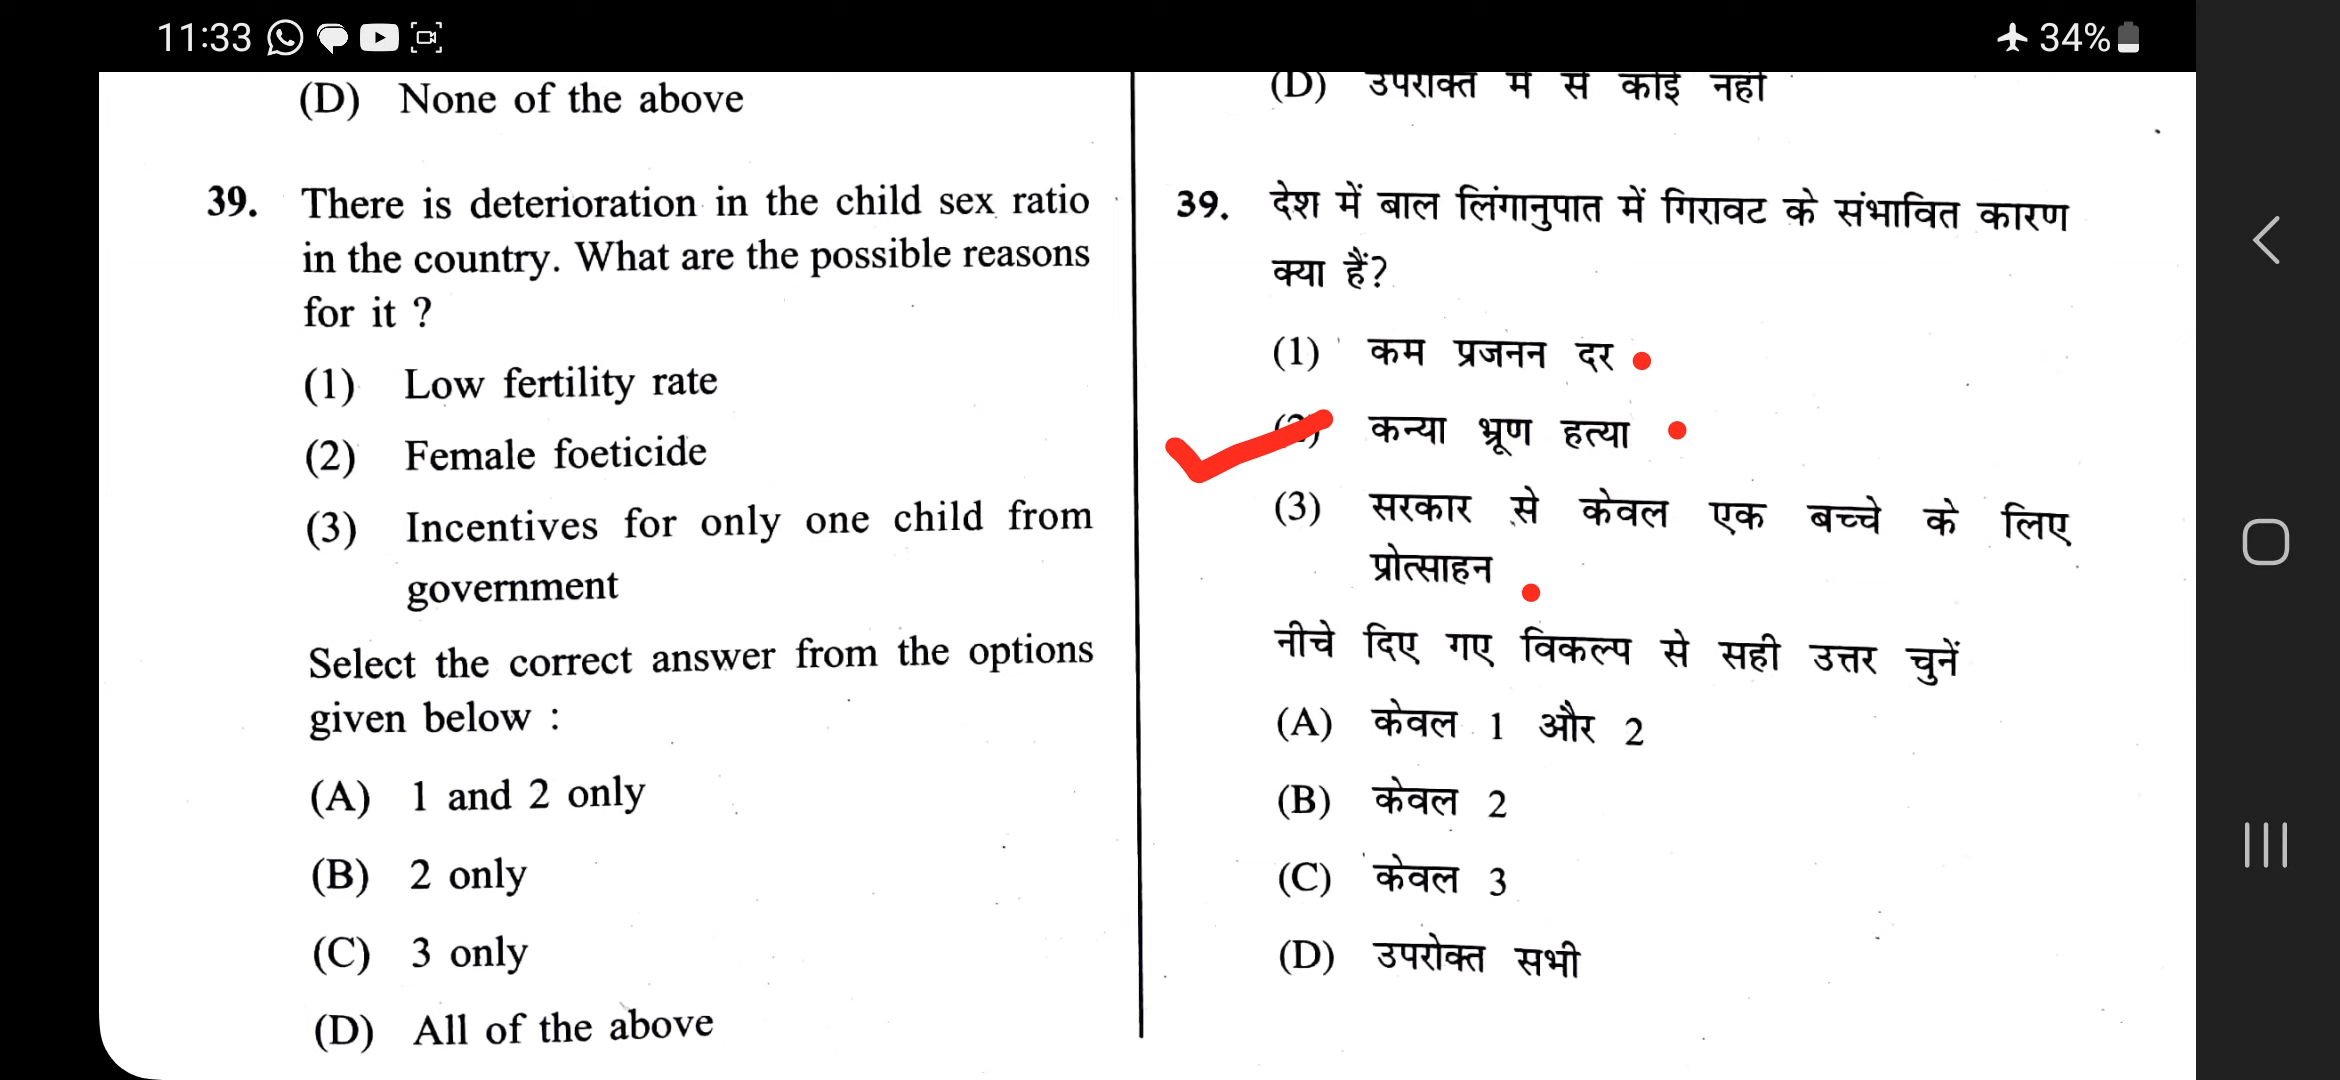 11:33
34%
(D) None of the above
39. There is deterioration in the child sex ratio
in the country. What are the possible reasons
for it ?
(1) Low fertility rate
(2) Female foeticide
(3) Incentives for only one child from
government
Select the correct answer from the options
given below :
(A) 1 and 2 only
(B) 2 only
(C) 3 only
(D) All of the above
(D) उपरोक्त में से कोई नहीं
39. देश में बाल लिंगानुपात में गिरावट के संभावित कारण
क्या हैं?
(1) कम प्रजनन दर
(2) कन्या भ्रूण हत्या
(3) सरकार से केवल एक बच्चे के लिए
प्रोत्साहन
नीचे दिए गए विकल्प से सही उत्तर चुनें
(A) केवल 1 और 2
(B) केवल 2
(C) केवल 3
(D) उपरोक्त सभी